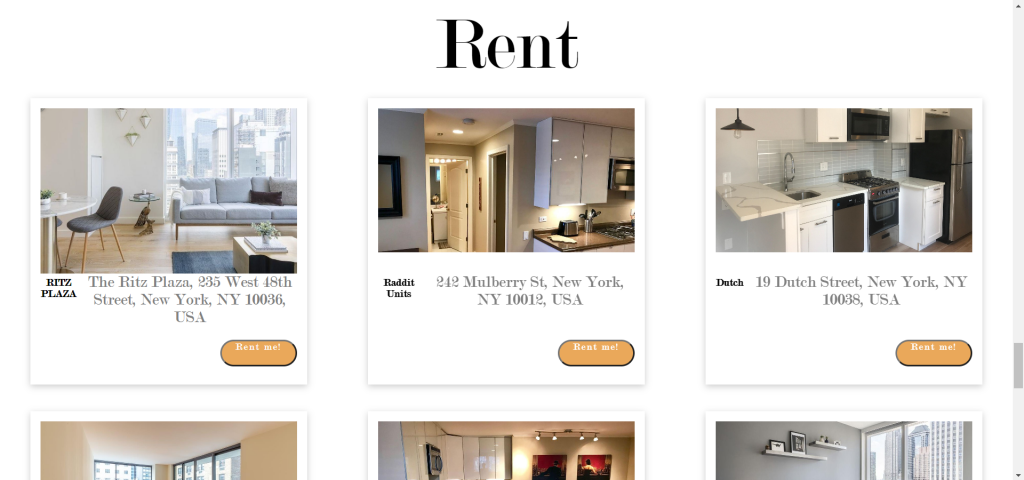 Rent
RITZ
PLAZA
The Ritz Plaza, 235 West 48th
Street, New York, NY 10036,
USA
Rent me!
Raddit
Units
242 Mulberry St, New York,
NY 10012, USA
Rent me!
Dutch
19 Dutch Street, New York, NY
10038, USA
Rent me!